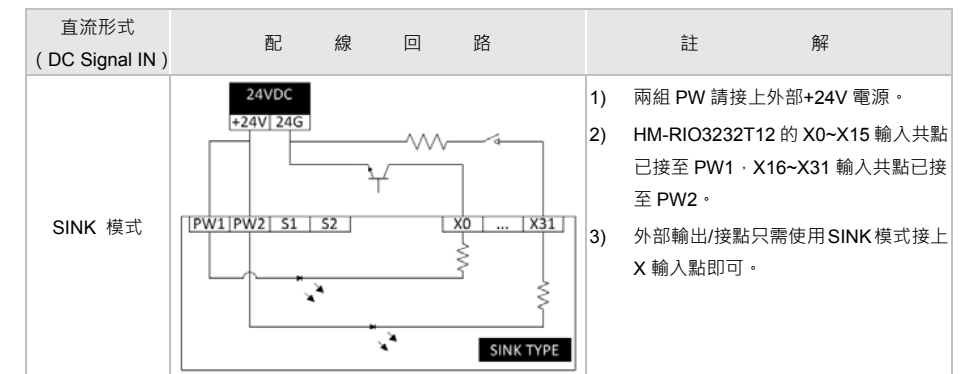 直流形式
（DC Signal IN）
配 線 回 路
註 解
SINK 模式
24VDC
+24V 24G
PW1 PW2 S1 S2 X0 ... X31
SINK TYPE
1) 兩組 PW 請接上外部+24V 電源。
2) HM-RIO3232T12 的 X0~X15 輸入共點
已接至 PW1，X16~X31 輸入共點已接
至 PW2。
3) 外部輸出/接點只需使用SINK模式接上
X 輸入點即可。